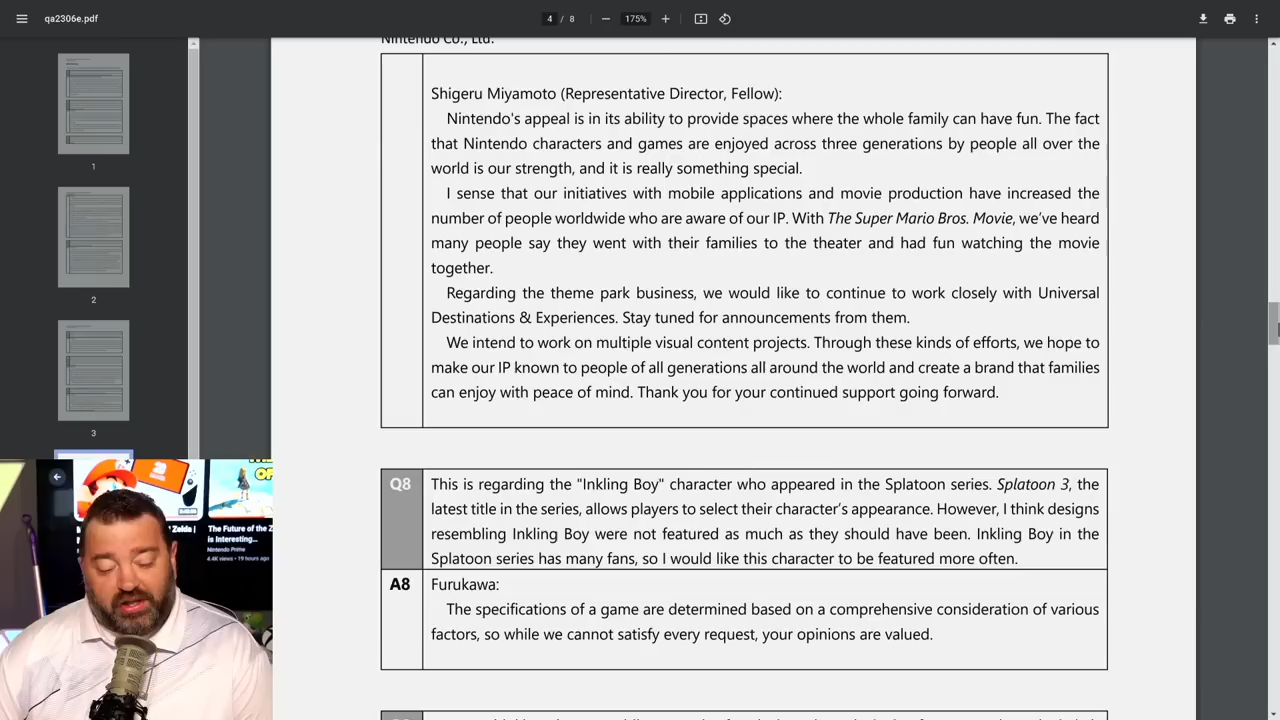 qa2306e.pdf
4 / 8
175%
Nintendo Co., Ltd.
Shigeru Miyamoto (Representative Director, Fellow):
Nintendo's appeal is in its ability to provide spaces where the whole family can have fun. The fact
that Nintendo characters and games are enjoyed across three generations by people all over the
world is our strength, and it is really something special.
I sense that our initiatives with mobile applications and movie production have increased the
number of people worldwide who are aware of our IP. With The Super Mario Bros. Movie, we've heard
many people say they went with their families to the theater and had fun watching the movie
together.
Regarding the theme park business, we would like to continue to work closely with Universal
Destinations & Experiences. Stay tuned for announcements from them.
We intend to work on multiple visual content projects. Through these kinds of efforts, we hope to
make our IP known to people of all generations all around the world and create a brand that families
can enjoy with peace of mind. Thank you for your continued support going forward.
Q8
This is regarding the "Inkling Boy" character who appeared in the Splatoon series. Splatoon 3, the
latest title in the series, allows players to select their character's appearance. However, I think designs
resembling Inkling Boy were not featured as much as they should have been. Inkling Boy in the
Splatoon series has many fans, so I would like this character to be featured more often.
A8
Furukawa:
The specifications of a game are determined based on a comprehensive consideration of various
factors, so while we cannot satisfy every request, your opinions are valued.
1
2
3
Zelda |
The Future of the Z
is Interesting...
Nintendo Prime
4.4K views • 19 hours ago